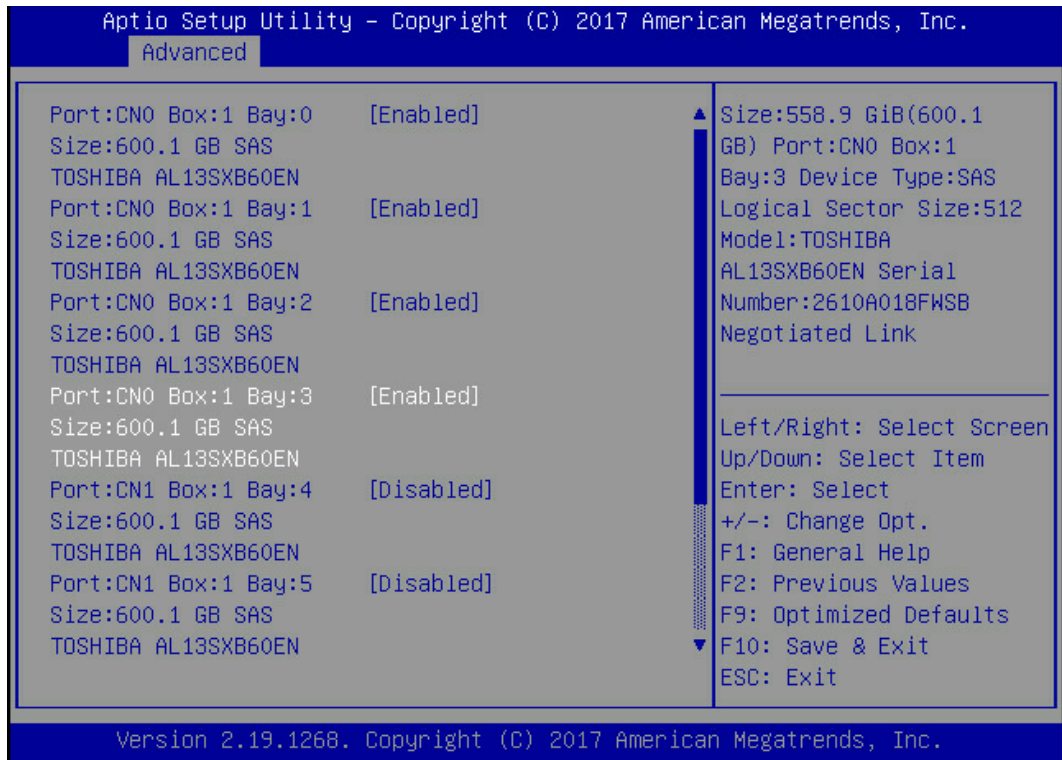 Aptio Setup Utility – Copyright (C) 2017 American Megatrends, Inc.
Advanced
Port:CN0 Box:1 Bay:0 [Enabled]
Size:600.1 GB SAS
TOSHIBA AL13SXB60EN
Port:CN0 Box:1 Bay:1 [Enabled]
Size:600.1 GB SAS
TOSHIBA AL13SXB60EN
Port:CN0 Box:1 Bay:2 [Enabled]
Size:600.1 GB SAS
TOSHIBA AL13SXB60EN
Port:CN0 Box:1 Bay:3 [Enabled]
Size:600.1 GB SAS
TOSHIBA AL13SXB60EN
Port:CN1 Box:1 Bay:4 [Disabled]
Size:600.1 GB SAS
TOSHIBA AL13SXB60EN
Port:CN1 Box:1 Bay:5 [Disabled]
Size:600.1 GB SAS
TOSHIBA AL13SXB60EN
Size:558.9 GiB(600.1
GB) Port:CN0 Box:1
Bay:3 Device Type:SAS
Logical Sector Size:512
Model:TOSHIBA
AL13SXB60EN Serial
Number:2610A018FWSB
Negotiated Link
Left/Right: Select Screen
Up/Down: Select Item
Enter: Select
+/-: Change Opt.
F1: General Help
F2: Previous Values
F9: Optimized Defaults
F10: Save & Exit
ESC: Exit
Version 2.19.1268. Copyright (C) 2017 American Megatrends, Inc.